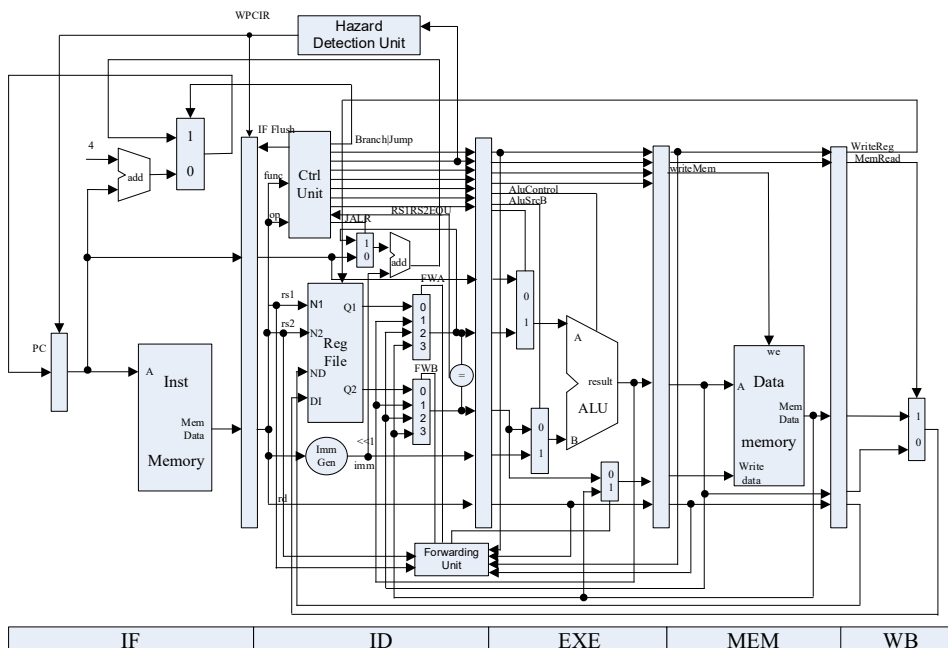 WPCIR
Hazard
Detection Unit
IF Flush
Branch|Jump
1
0
4
add
Ctrl
Unit
func
op
WriteReg
MemRead
writeMem
AluControl
AluSrcB
RS1RS2EQU
JALR
1
0
add
FWA
rs1
N1
Q1
0
1
2
3
rs2
N2
Reg
File
ND
DI
Q2
FWB
0
1
2
3
=
0
1
A
result
ALU
B
0
1
PC
A
Inst
Mem
Data
Memory
we
A
Data
Mem
Data
memory
Write
data
1
0
Imm
Gen
<<1
imm
0
1
rd
Forwarding
Unit
IF
ID
EXE
MEM
WB